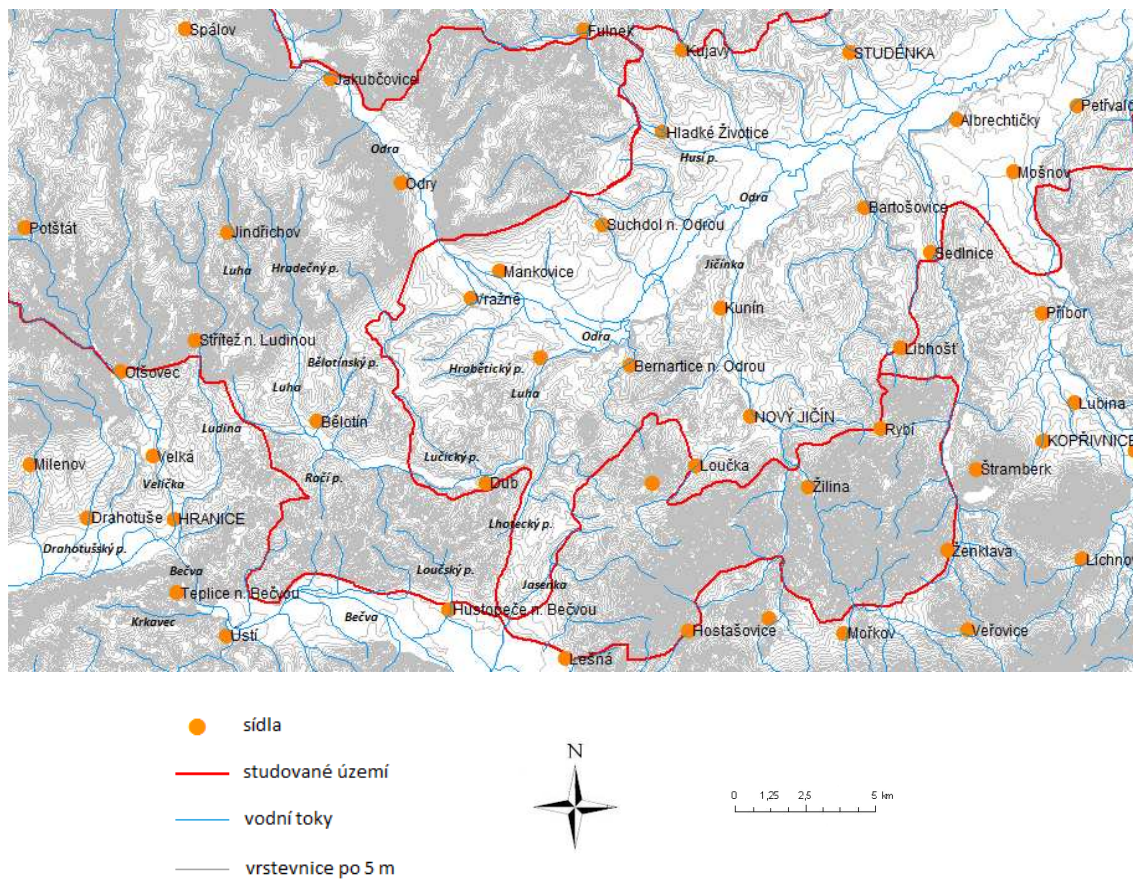 Spálov
Fulnek
Kujavy
STUDÉNKA
Jakubčovice
Petřvald
Albrechtičky
Hladké Životice
Odra
Husí p.
Mošnov
Odry
Odra
Bartošovice
Potštát
Jindřichov
Suchdol n. Odrou
Sedlnice
Luha
Hradečný p.
Mankovice
Jičínka
Vražné
Kunín
Příbor
Strítež n. Ludinou
Odra
Libhošť
Bělotínský p.
Hrabětický p.
Bernartice n. Odrou
Olšovec
Luha
Luha
Lubina
Bělotín
NOVÝ JIČÍN
Ludina
Rybí
KOPŘIVNICE
Milenov
Velká
Lučický p.
Loučka
Štramberk
Velička
Račí p.
Dub
Žilina
Drahotuše
HRANICE
Lhotecký p.
Drahotušský p.
Ženklava
Lichnov
Bečva
Loučský p.
Jasenka
Teplice n. Bečvou
Hustopeče n. Bečvou
Krkavec
Bečva
Ústí
Hostašovice
Mořkov
Veřovice
Lešná
sídla
studované území
vodní toky
vrstevnice po 5 m
N
0 1,25 2,5 5 km